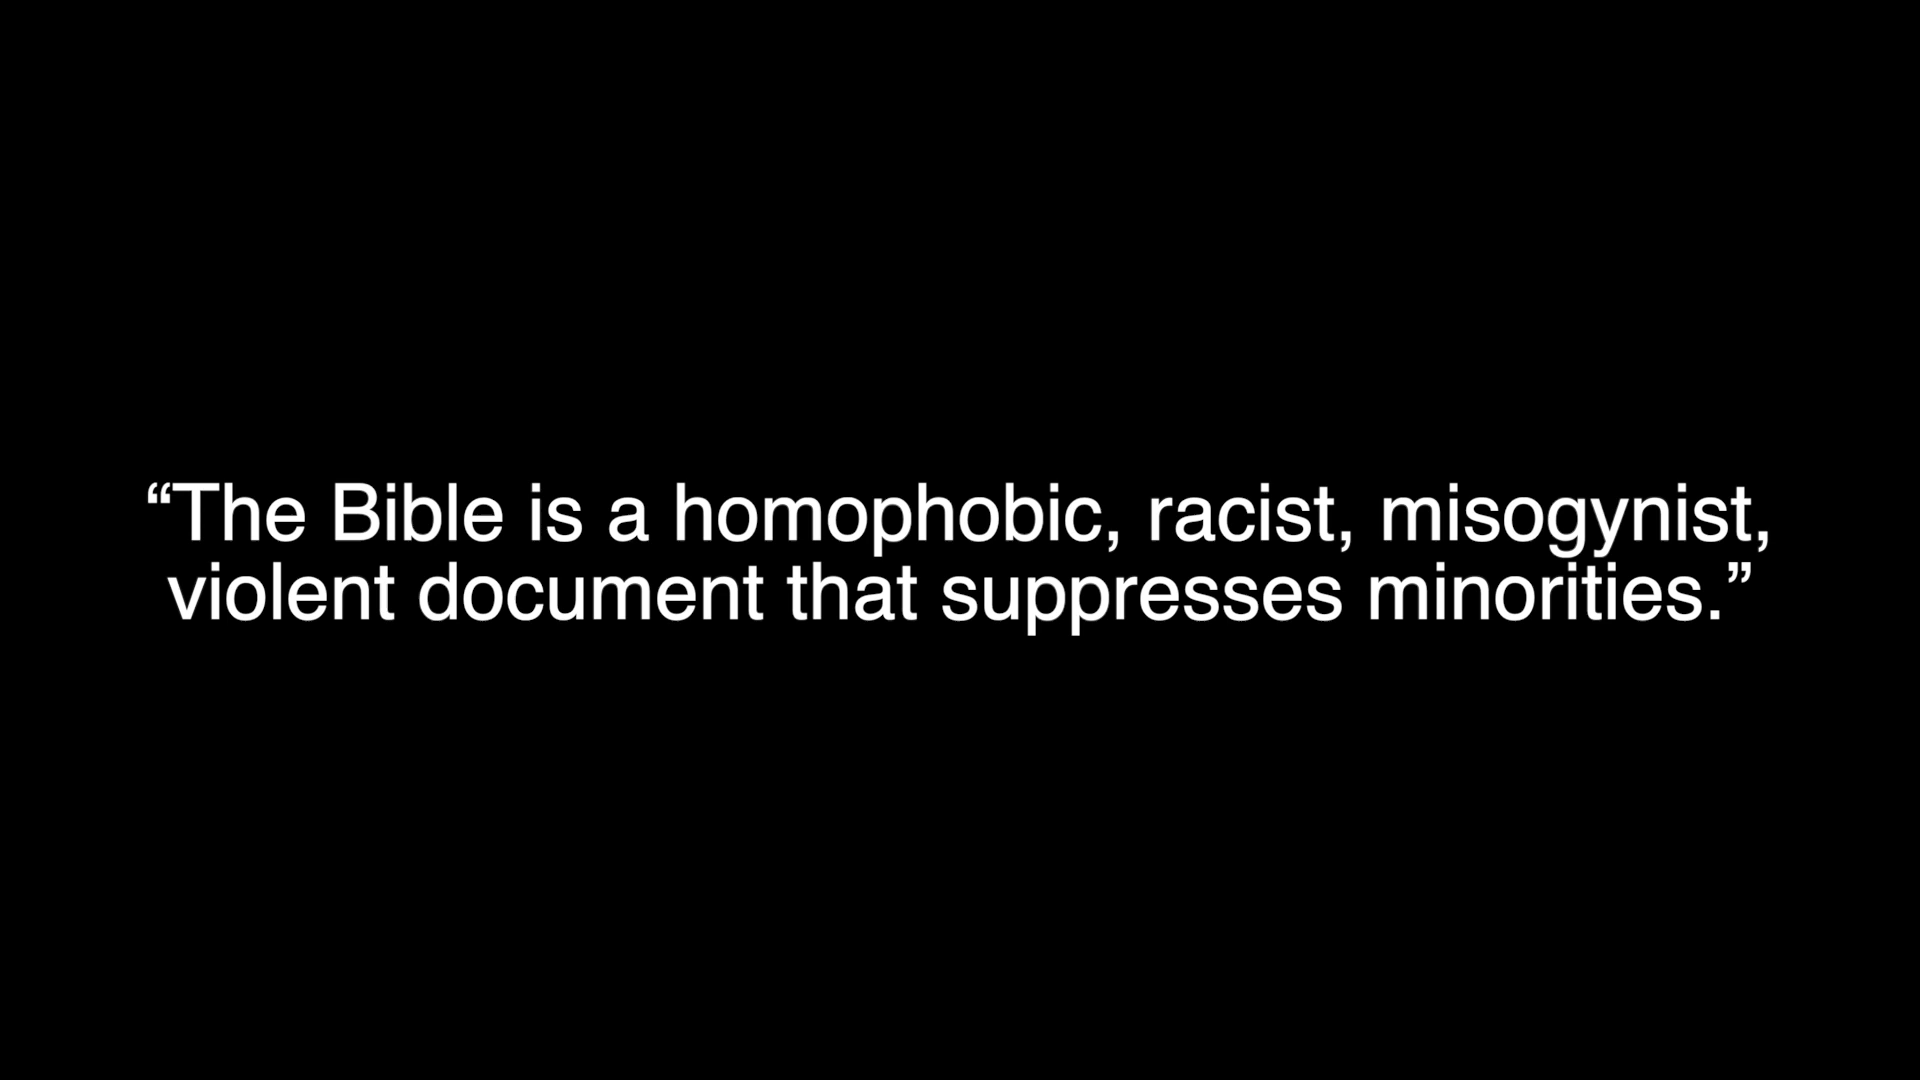 “The Bible is a homophobic, racist, misogynist,
violent document that suppresses minorities.”